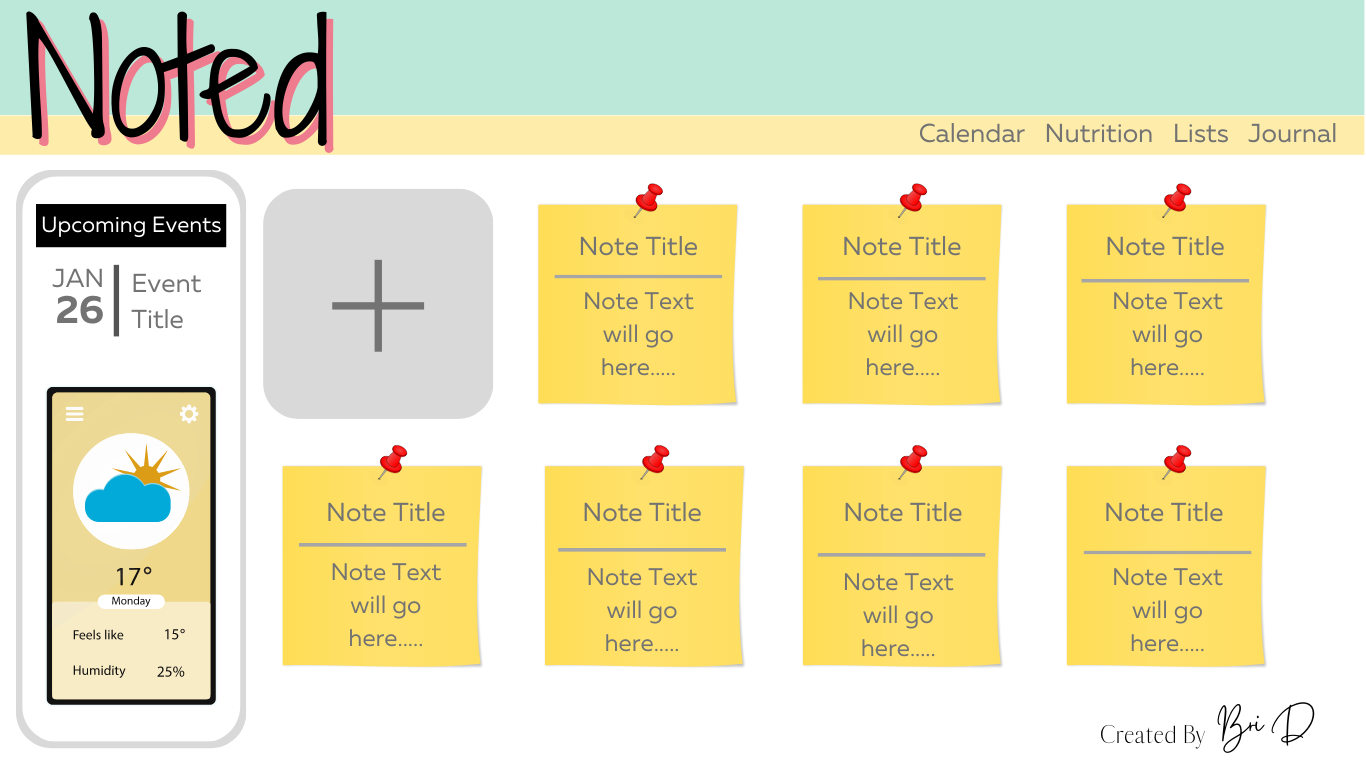 Noted
Calendar Nutrition Lists Journal
Upcoming Events
JAN
26
Event
Title
17°
Monday
Feels like 15°
Humidity 25%
Note Title
Note Text
will go
here.....
Note Title
Note Text
will go
here.....
Note Title
Note Text
will go
here.....
Note Title
Note Text
will go
here.....
Note Title
Note Text
will go
here.....
Note Title
Note Text
will go
here.....
Note Title
Note Text
will go
here.....
Created By Bri D